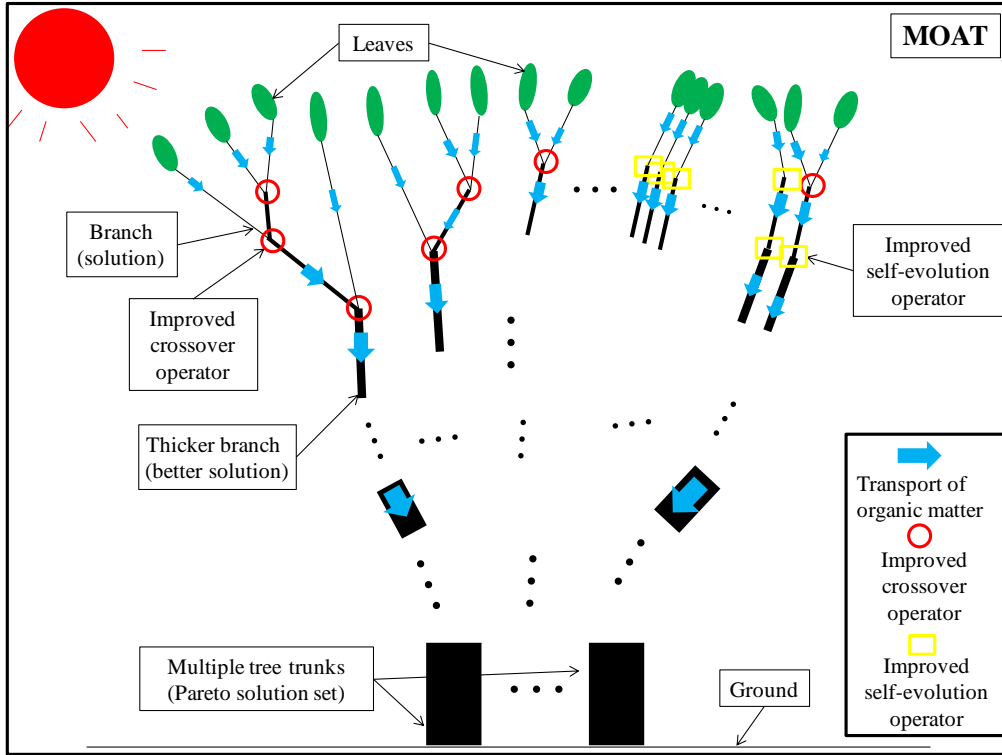 MOAT
Leaves
Branch
(solution)
Improved
crossover
operator
Improved
self-evolution
operator
Thicker branch
(better solution)
Transport of
organic matter
Improved
crossover
operator
Improved
self-evolution
operator
Multiple tree trunks
(Pareto solution set)
Ground